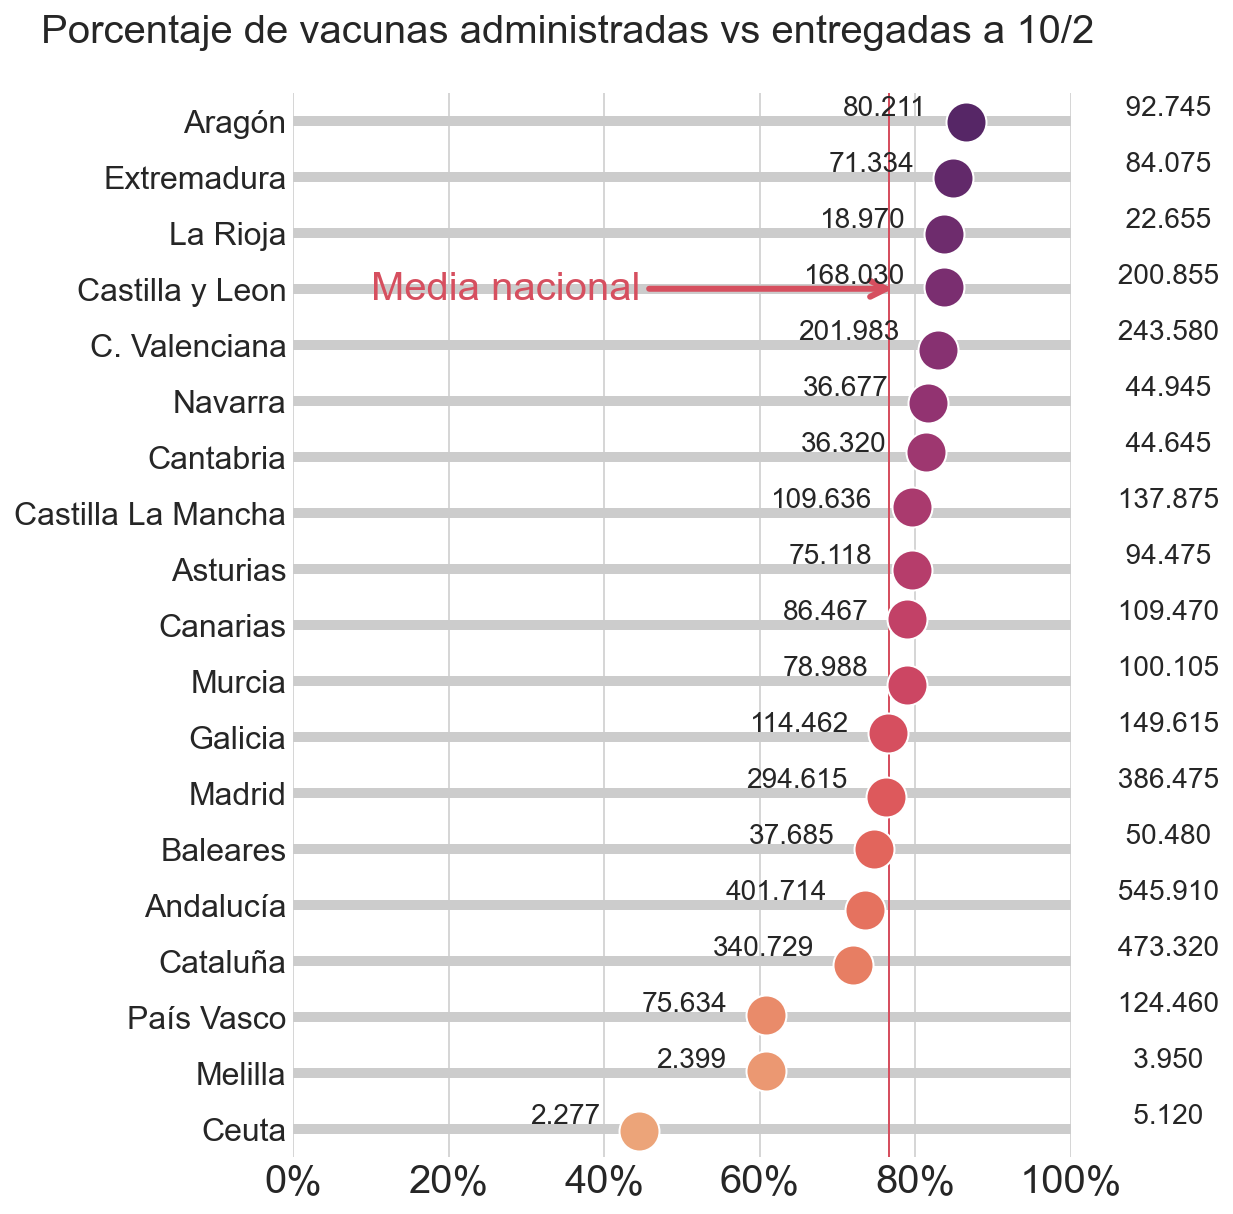 Porcentaje de vacunas administradas vs entregadas a 10/2
Aragón 80.211 92.745
Extremadura 71.334 84.075
La Rioja 18.970 22.655
Castilla y Leon Media nacional 168.030 200.855
C. Valenciana 201.983 243.580
Navarra 36.677 44.945
Cantabria 36.320 44.645
Castilla La Mancha 109.636 137.875
Asturias 75.118 94.475
Canarias 86.467 109.470
Murcia 78.988 100.105
Galicia 114.462 149.615
Madrid 294.615 386.475
Baleares 37.685 50.480
Andalucía 401.714 545.910
Cataluña 340.729 473.320
País Vasco 75.634 124.460
Melilla 2.399 3.950
Ceuta 2.277 5.120
0% 20% 40% 60% 80% 100%